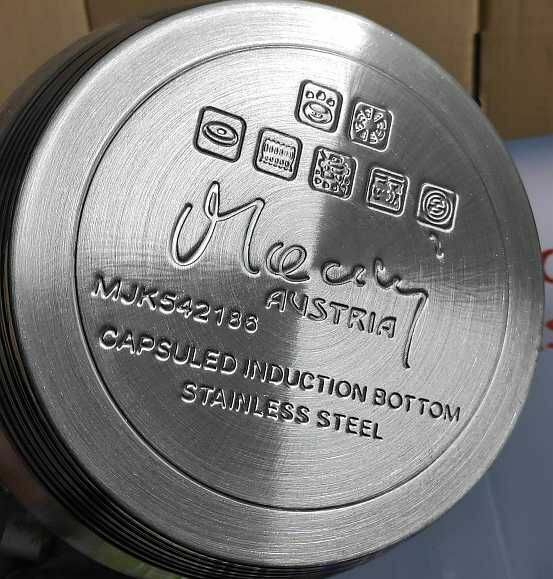 AUSTRIA
MJK542186
CAPSULED INDUCTION BOTTOM
STAINLESS STEEL